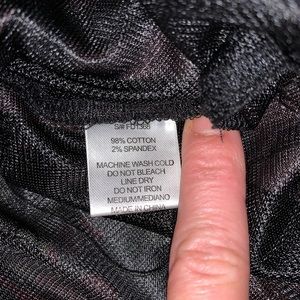 S/# FD1368
98% COTTON
2% SPANDEX
MACHINE WASH COLD
DO NOT BLEACH
LINE DRY
DO NOT IRON
MEDIUM/MEDIANO
MADE IN CHINA